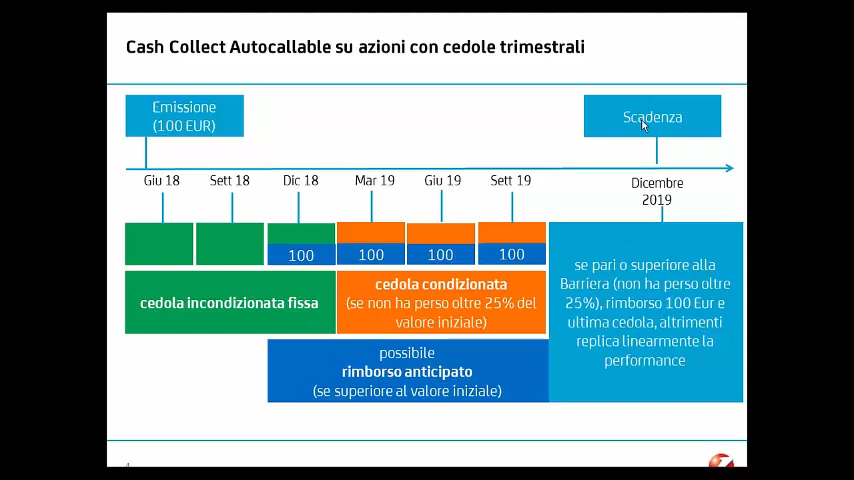 Cash Collect Autocallable su azioni con cedole trimestrali
Emissione
(100 EUR)
Scadenza
Giu 18
Sett 18
Dic 18
Mar 19
Giu 19
Sett 19
Dicembre
2019
100
100
100
100
cedola incondizionata fissa
cedola condizionata
(se non ha perso oltre 25% del
valore iniziale)
possibile
rimborso anticipato
(se superiore al valore iniziale)
se pari o superiore alla
Barriera (non ha perso oltre
25%), rimborso 100 Eur e
ultima cedola, altrimenti
replica linearmente la
performance